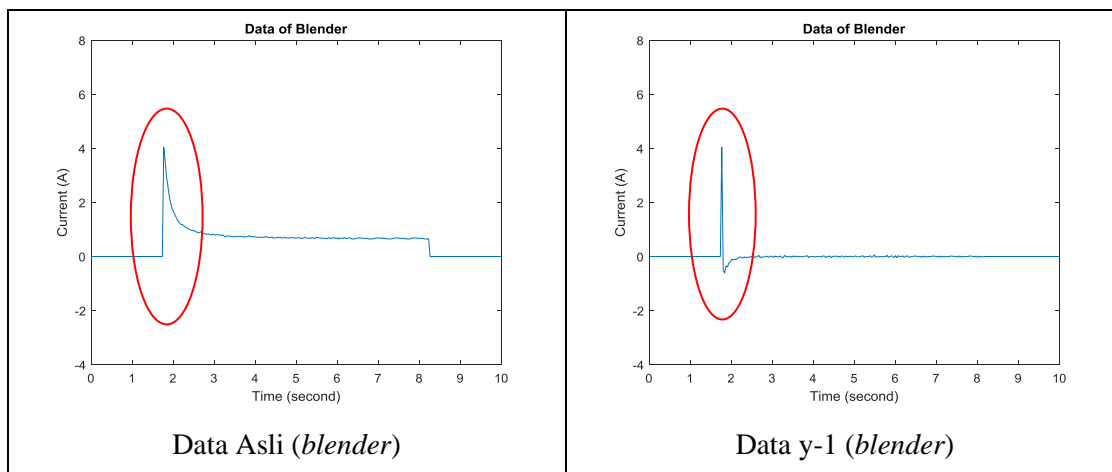 Data of Blender
8
6
4
2
0
-2
-4
Current (A)
0 1 2 3 4 5 6 7 8 9 10
Time (second)
Data Asli (blender)
Data of Blender
8
6
4
2
0
-2
-4
Current (A)
0 1 2 3 4 5 6 7 8 9 10
Time (second)
Data y-1 (blender)